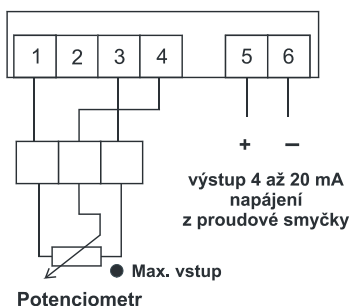 1 2 3 4 5 6
+ −
výstup 4 až 20 mA
napájení
z proudové smyčky
Max. vstup
Potenciometr